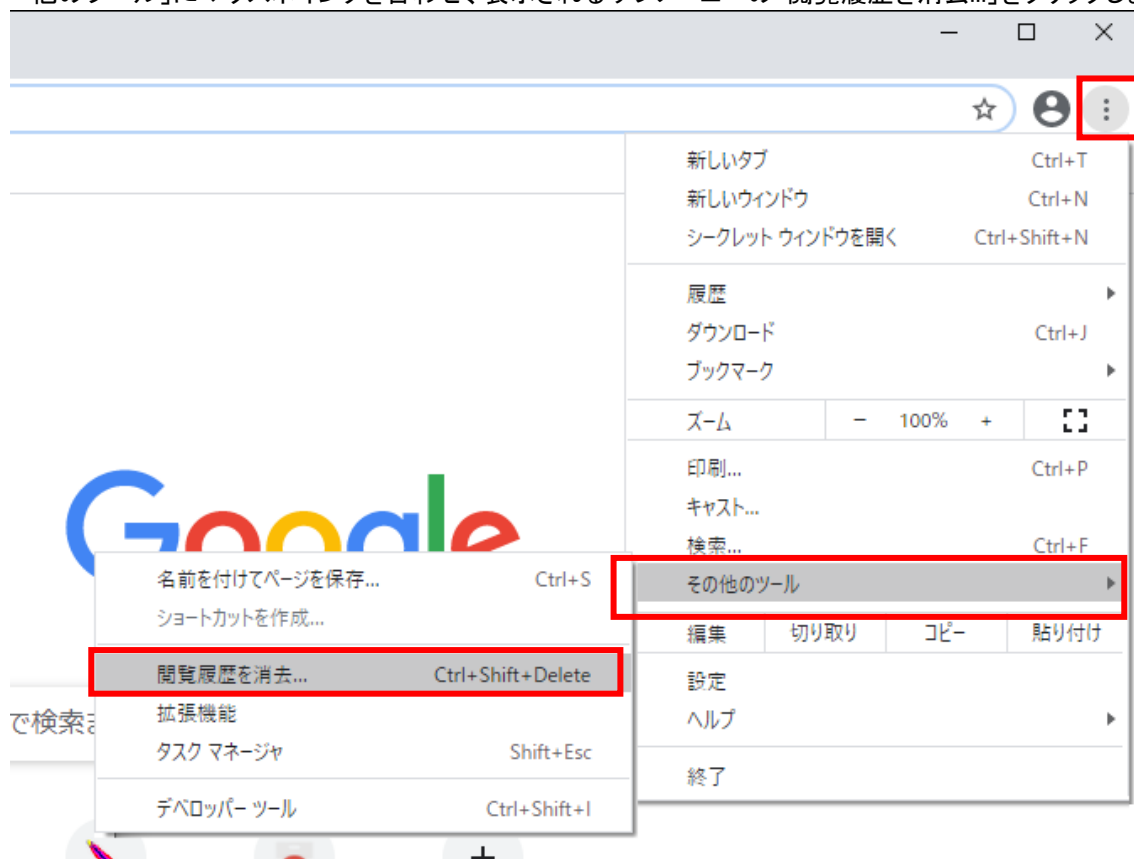 新しいタブ Ctrl+T
新しいウィンドウ Ctrl+N
シークレット ウィンドウを開く Ctrl+Shift+N
履歴
ダウンロード Ctrl+J
ブックマーク
ズーム - 100% +
印刷... Ctrl+P
キャスト...
検索... Ctrl+F
その他のツール
編集 切り取り コピー 貼り付け
設定
ヘルプ
終了
Google
名前を付けてページを保存... Ctrl+S
ショートカットを作成...
閲覧履歴を消去... Ctrl+Shift+Delete
拡張機能
タスク マネージャ Shift+Esc
デベロッパー ツール Ctrl+Shift+I
で検索